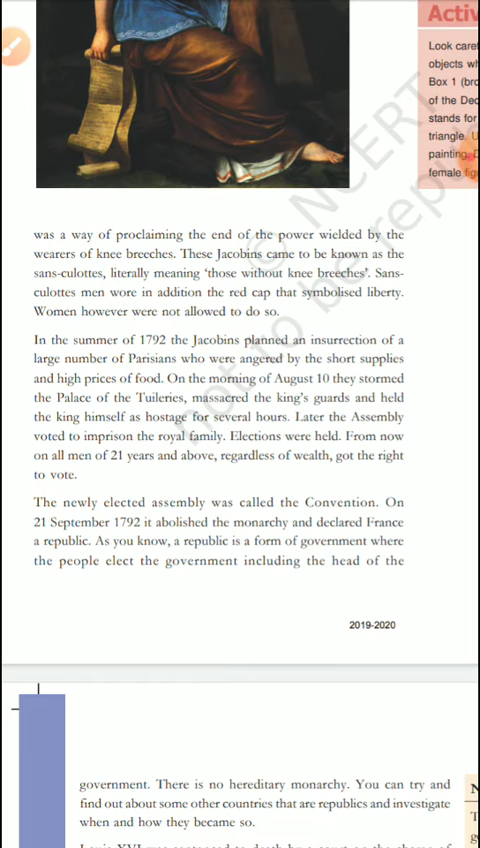 Activ
Look caref
objects wh
Box 1 (bro
of the Dec
stands for
triangle. U
painting. D
female fig
© NCERT
not to be repu
was a way of proclaiming the end of the power wielded by the
wearers of knee breeches. These Jacobins came to be known as the
sans-culottes, literally meaning ‘those without knee breeches’. Sans-
culottes men wore in addition the red cap that symbolised liberty.
Women however were not allowed to do so.
In the summer of 1792 the Jacobins planned an insurrection of a
large number of Parisians who were angered by the short supplies
and high prices of food. On the morning of August 10 they stormed
the Palace of the Tuileries, massacred the king’s guards and held
the king himself as hostage for several hours. Later the Assembly
voted to imprison the royal family. Elections were held. From now
on all men of 21 years and above, regardless of wealth, got the right
to vote.
The newly elected assembly was called the Convention. On
21 September 1792 it abolished the monarchy and declared France
a republic. As you know, a republic is a form of government where
the people elect the government including the head of the
2019-2020
government. There is no hereditary monarchy. You can try and
find out about some other countries that are republics and investigate
when and how they became so.
N
T
g